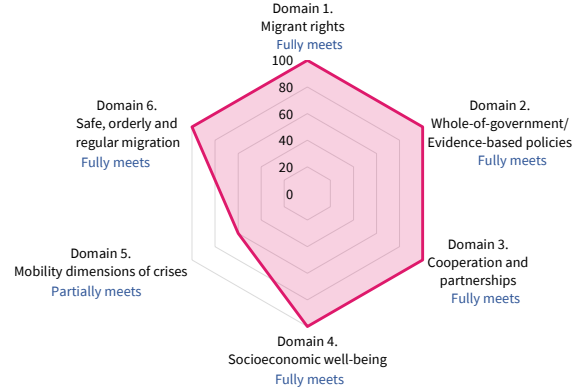 Domain 1.
Migrant rights
Fully meets
100
80
60
40
20
0
Domain 2.
Whole-of-government/
Evidence-based policies
Fully meets
Domain 3.
Cooperation and
partnerships
Fully meets
Domain 4.
Socioeconomic well-being
Fully meets
Domain 5.
Mobility dimensions of crises
Partially meets
Domain 6.
Safe, orderly and
regular migration
Fully meets